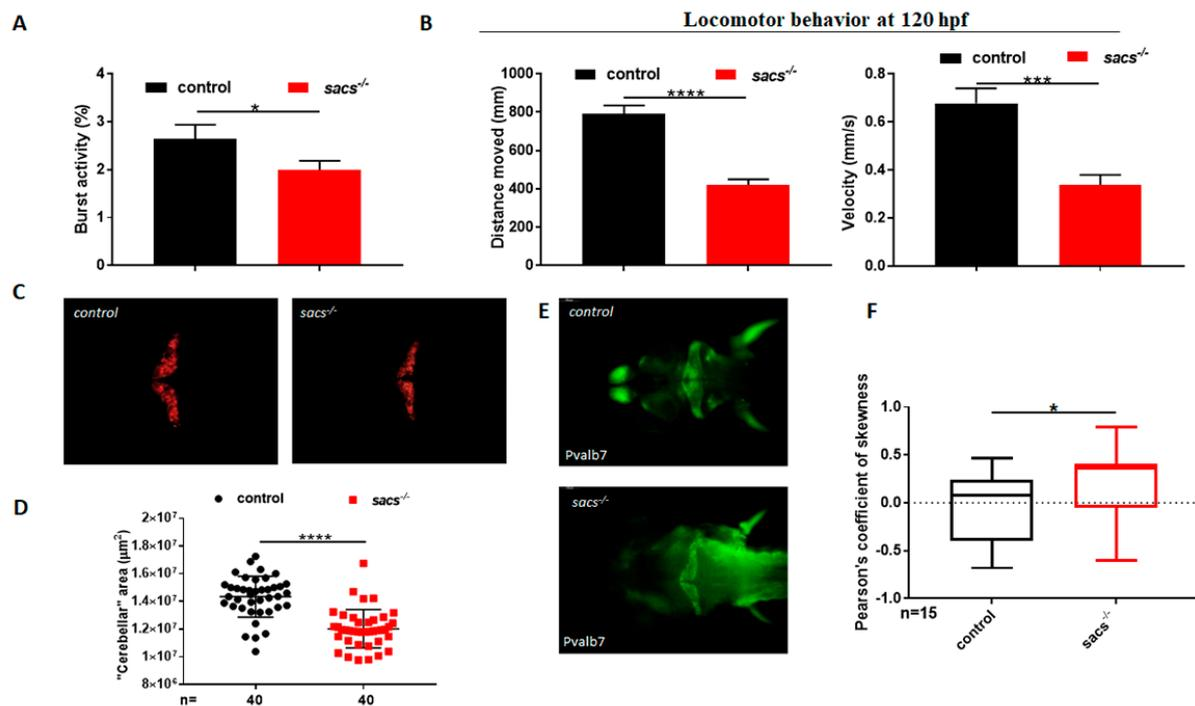 A
B
Locomotor behavior at 120 hpf
control
sacs-/-
*
Burst activity (%)
4
3
2
1
0
control
sacs-/-
****
Distance moved (mm)
1000
800
600
400
200
0
control
sacs-/-
***
Velocity (mm/s)
0.8
0.6
0.4
0.2
0.0
C
control
sacs-/-
E
control
Pvalb7
sacs-/-
Pvalb7
F
*
Pearson's coefficient of skewness
1.0
0.5
0.0
-0.5
-1.0
n=15
control
sacs-/-
D
control
sacs-/-
****
"Cerebellar" area (µm²)
2×10⁷
1.8×10⁷
1.6×10⁷
1.4×10⁷
1.2×10⁷
1×10⁷
8×10⁶
n= 40 40